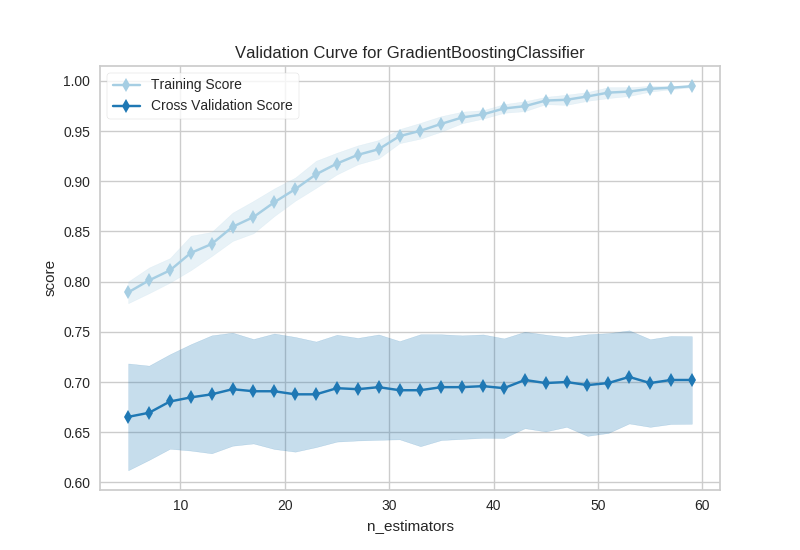 Validation Curve for GradientBoostingClassifier
Training Score
Cross Validation Score
1.00
0.95
0.90
0.85
0.80
0.75
0.70
0.65
0.60
score
10 20 30 40 50 60
n_estimators